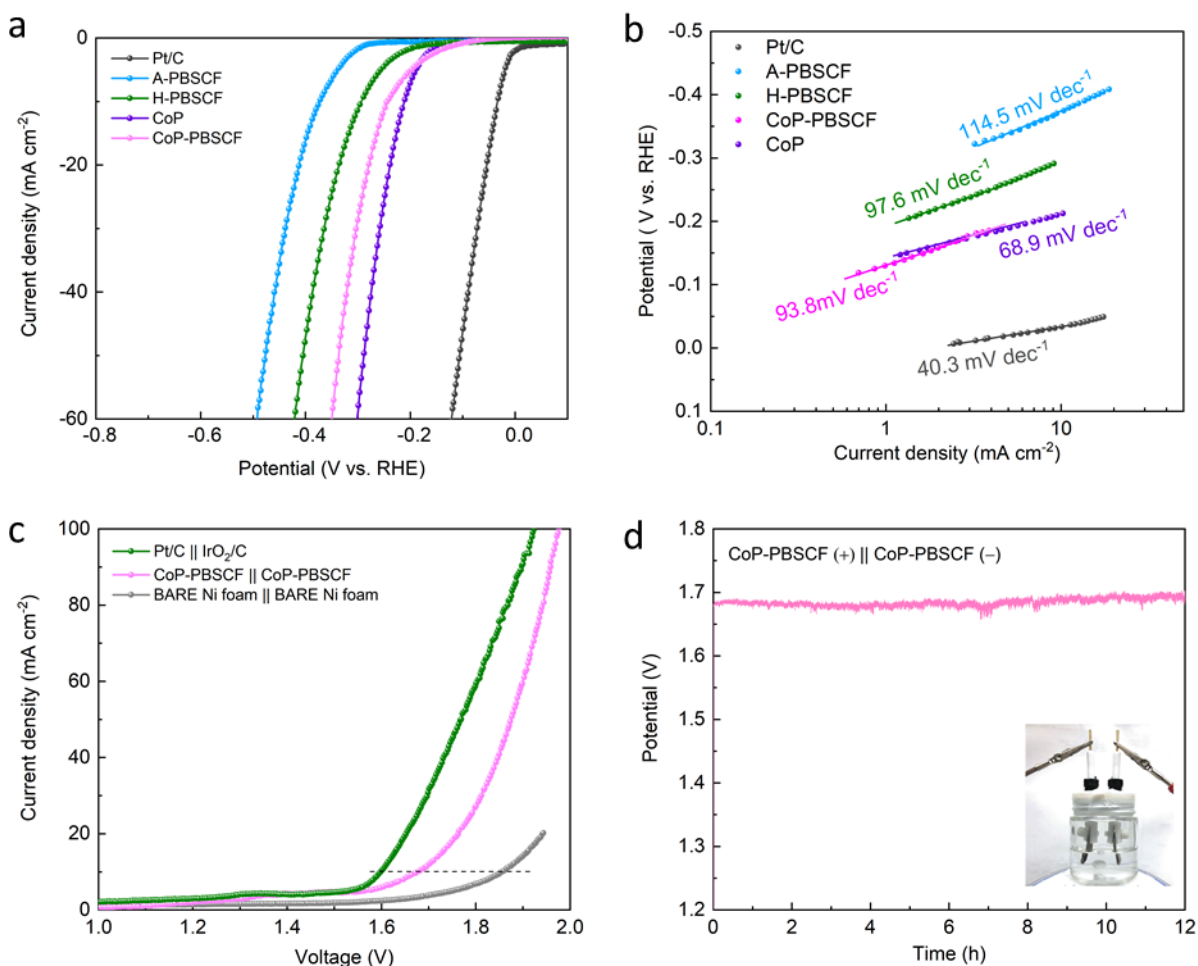 a
Current density (mA cm⁻²)
0
-20
-40
-60
-0.8
-0.6
-0.4
-0.2
0.0
Potential (V vs. RHE)
Pt/C
A-PBSCF
H-PBSCF
CoP
CoP-PBSCF
b
Potential ( V vs. RHE)
-0.5
-0.4
-0.3
-0.2
-0.1
0.0
0.1
0.1
1
10
Current density (mA cm⁻²)
Pt/C
A-PBSCF
H-PBSCF
CoP-PBSCF
CoP
114.5 mV dec⁻¹
97.6 mV dec⁻¹
68.9 mV dec⁻¹
93.8mV dec⁻¹
40.3 mV dec⁻¹
c
Current density (mA cm⁻²)
100
80
60
40
20
0
1.0
1.2
1.4
1.6
1.8
2.0
Voltage (V)
Pt/C || IrO₂/C
CoP-PBSCF || CoP-PBSCF
BARE Ni foam || BARE Ni foam
d
Potential (V)
1.8
1.7
1.6
1.5
1.4
1.3
1.2
0
2
4
6
8
10
12
Time (h)
CoP-PBSCF (+) || CoP-PBSCF (−)